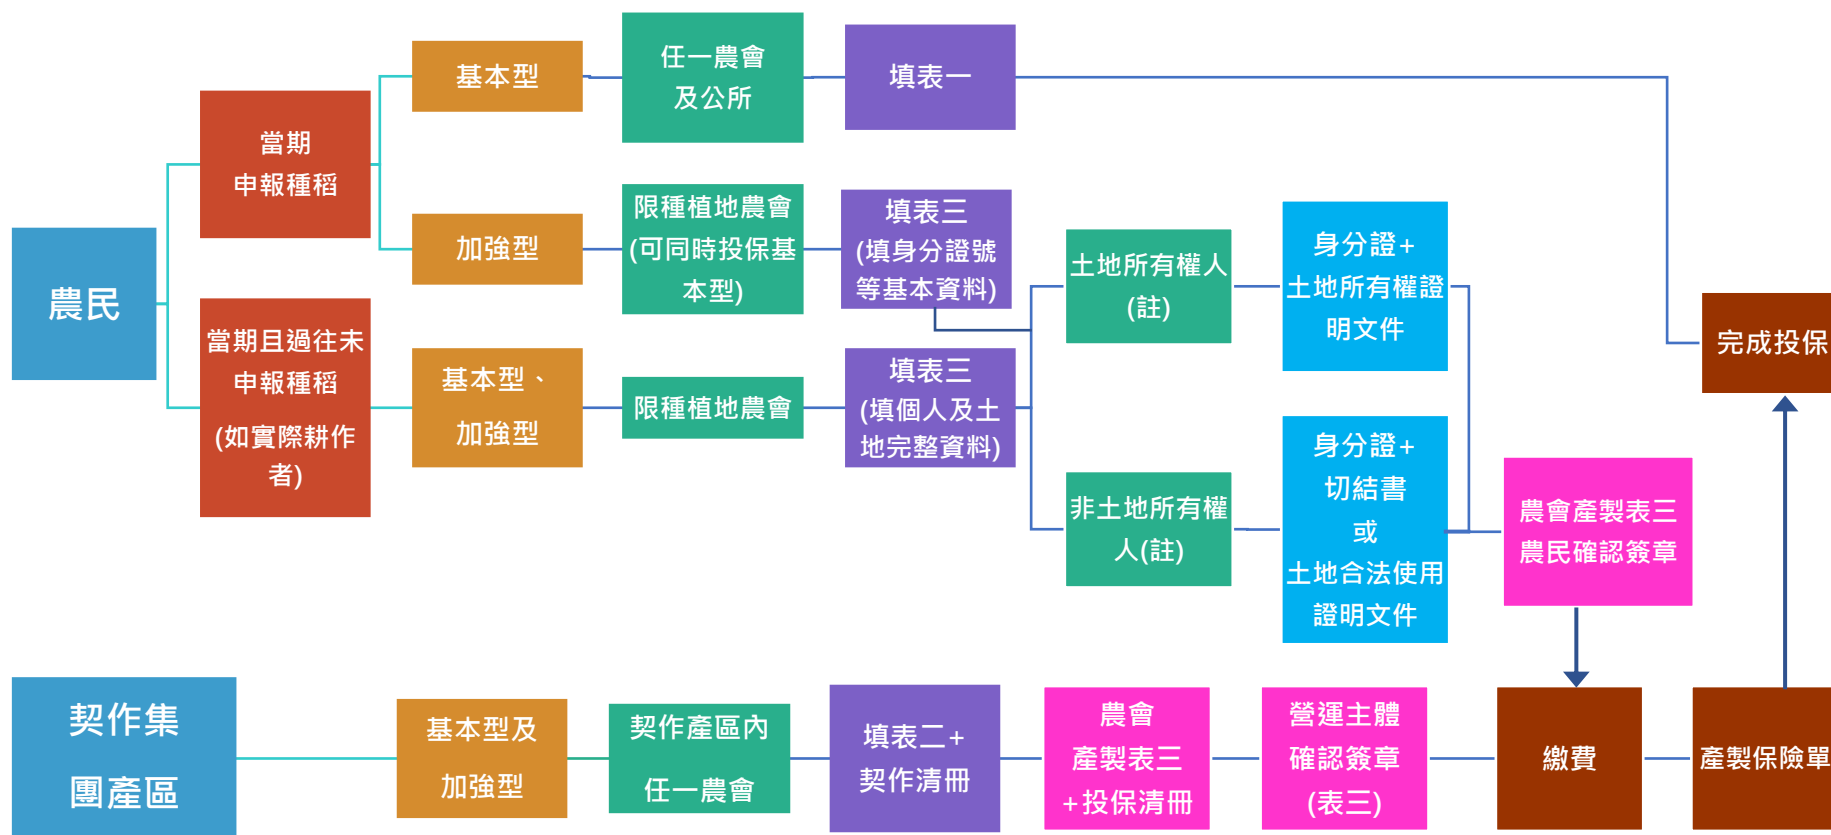 農民
當期
申報種稻
基本型
任一農會
及公所
填表一
加強型
限種植地農會
(可同時投保基
本型)
填表三
(填身分證號
等基本資料)
當期且過往未
申報種稻
(如實際耕作
者)
基本型、
加強型
限種植地農會
填表三
(填個人及土
地完整資料)
土地所有權人
(註)
身分證+
土地所有權證
明文件
非土地所有權
人(註)
身分證+
切結書
或
土地合法使用
證明文件
農會產製表三
農民確認簽章
完成投保
契作集
團產區
基本型及
加強型
契作產區內
任一農會
填表二+
契作清冊
農會
產製表三
+投保清冊
營運主體
確認簽章
(表三)
繳費
產製保險單